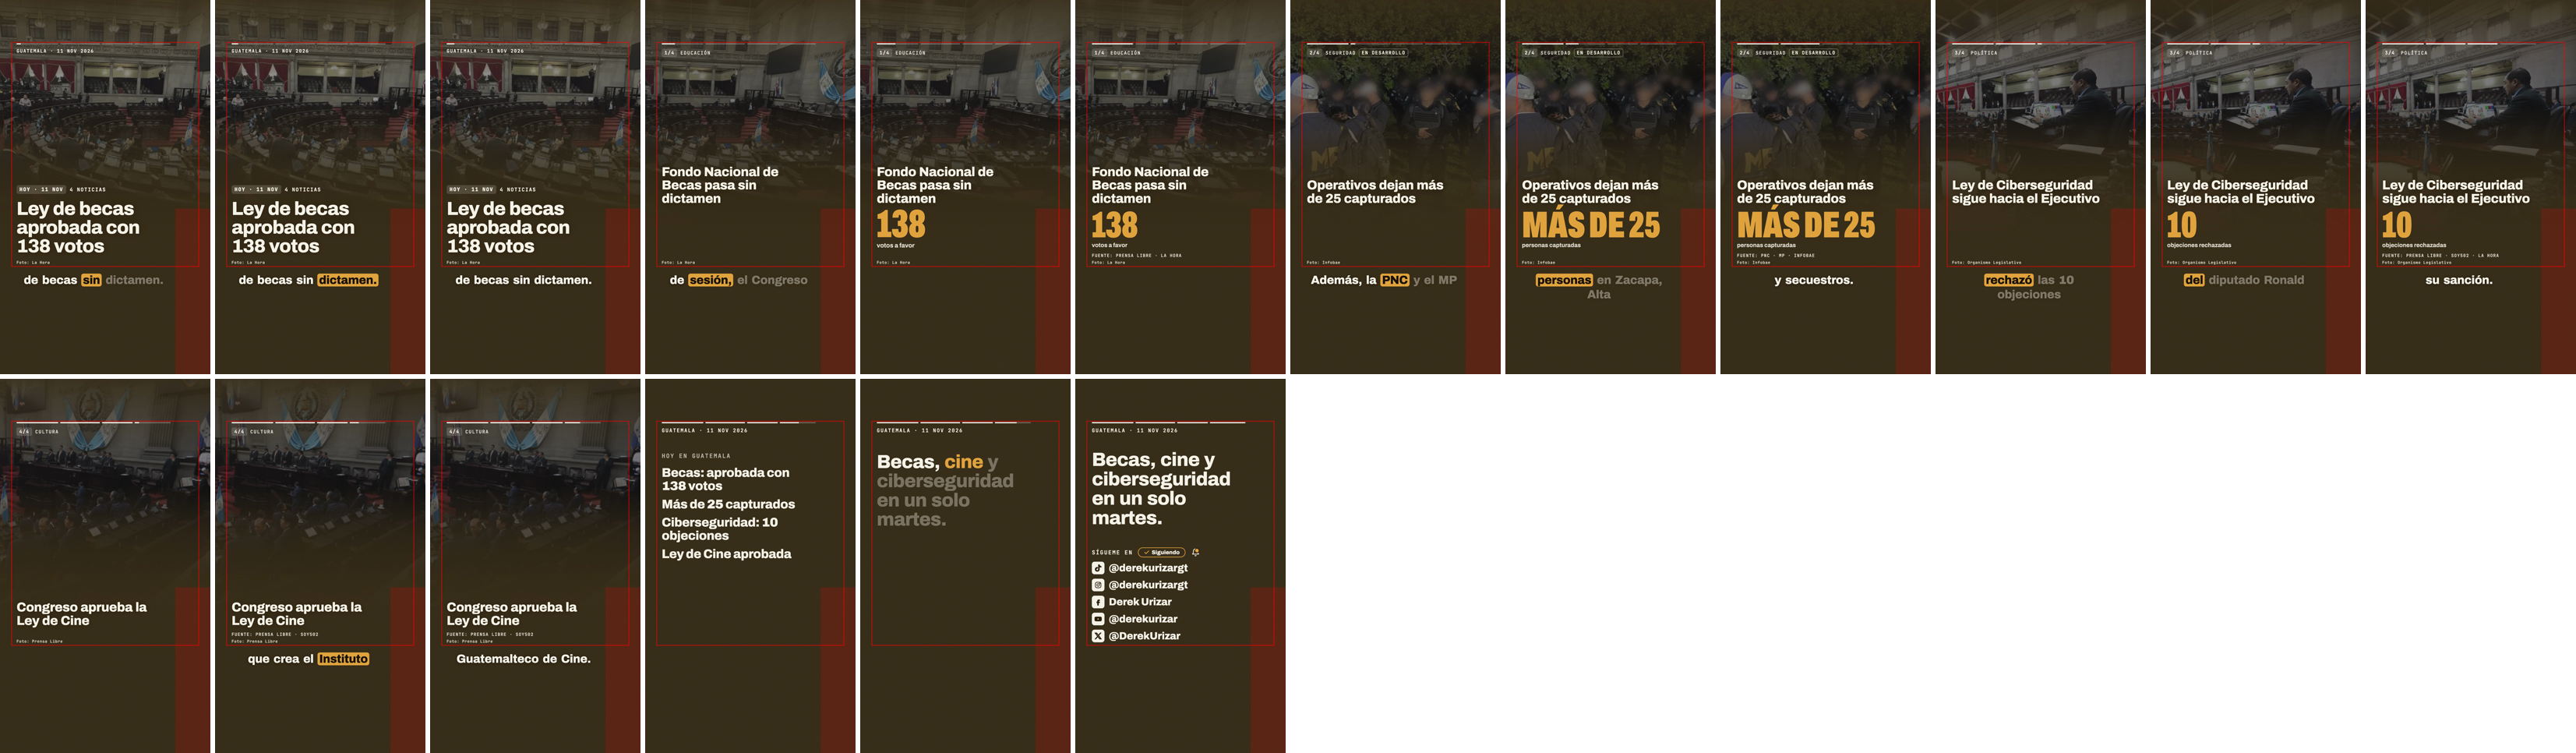 GUATEMALA · 11 NOV 2026
HOY · 11 NOV 4 NOTICIAS
Ley de becas
aprobada con
138 votos
Foto: La Hora
de becas sin dictamen.
GUATEMALA · 11 NOV 2026
HOY · 11 NOV 4 NOTICIAS
Ley de becas
aprobada con
138 votos
Foto: La Hora
de becas sin dictamen.
GUATEMALA · 11 NOV 2026
HOY · 11 NOV 4 NOTICIAS
Ley de becas
aprobada con
138 votos
Foto: La Hora
de becas sin dictamen.
1/4 EDUCACIÓN
Fondo Nacional de
Becas pasa sin
dictamen
Foto: La Hora
de sesión, el Congreso
1/4 EDUCACIÓN
Fondo Nacional de
Becas pasa sin
dictamen
138
votos a favor
Foto: La Hora
1/4 EDUCACIÓN
Fondo Nacional de
Becas pasa sin
dictamen
138
votos a favor
FUENTE: PRENSA LIBRE · LA HORA
Foto: La Hora
2/4 SEGURIDAD EN DESARROLLO
Operativos dejan más
de 25 capturados
Foto: Infobae
Además, la PNC y el MP
2/4 SEGURIDAD EN DESARROLLO
Operativos dejan más
de 25 capturados
MÁS DE 25
personas capturadas
Foto: Infobae
personas en Zacapa,
Alta
2/4 SEGURIDAD EN DESARROLLO
Operativos dejan más
de 25 capturados
MÁS DE 25
personas capturadas
FUENTE: PNC · MP · INFOBAE
Foto: Infobae
y secuestros.
3/4 POLÍTICA
Ley de Ciberseguridad
sigue hacia el Ejecutivo
Foto: Organismo Legislativo
rechazó las 10
objeciones
3/4 POLÍTICA
Ley de Ciberseguridad
sigue hacia el Ejecutivo
10
objeciones rechazadas
Foto: Organismo Legislativo
del diputado Ronald
3/4 POLÍTICA
Ley de Ciberseguridad
sigue hacia el Ejecutivo
10
objeciones rechazadas
FUENTE: PRENSA LIBRE · SOY502 · LA HORA
Foto: Organismo Legislativo
su sanción.
4/4 CULTURA
Congreso aprueba la
Ley de Cine
Foto: Prensa Libre
4/4 CULTURA
Congreso aprueba la
Ley de Cine
FUENTE: PRENSA LIBRE · SOY502
Foto: Prensa Libre
que crea el Instituto
4/4 CULTURA
Congreso aprueba la
Ley de Cine
FUENTE: PRENSA LIBRE · SOY502
Foto: Prensa Libre
Guatemalteco de Cine.
GUATEMALA · 11 NOV 2026
HOY EN GUATEMALA
Becas: aprobada con
138 votos
Más de 25 capturados
Ciberseguridad: 10
objeciones
Ley de Cine aprobada
GUATEMALA · 11 NOV 2026
Becas, cine y
ciberseguridad
en un solo
martes.
GUATEMALA · 11 NOV 2026
Becas, cine y
ciberseguridad
en un solo
martes.
SÍGUEME EN Siguiendo
@derekurizargt
@derekurizargt
Derek Urizar
@derekurizar
@DerekUrizar